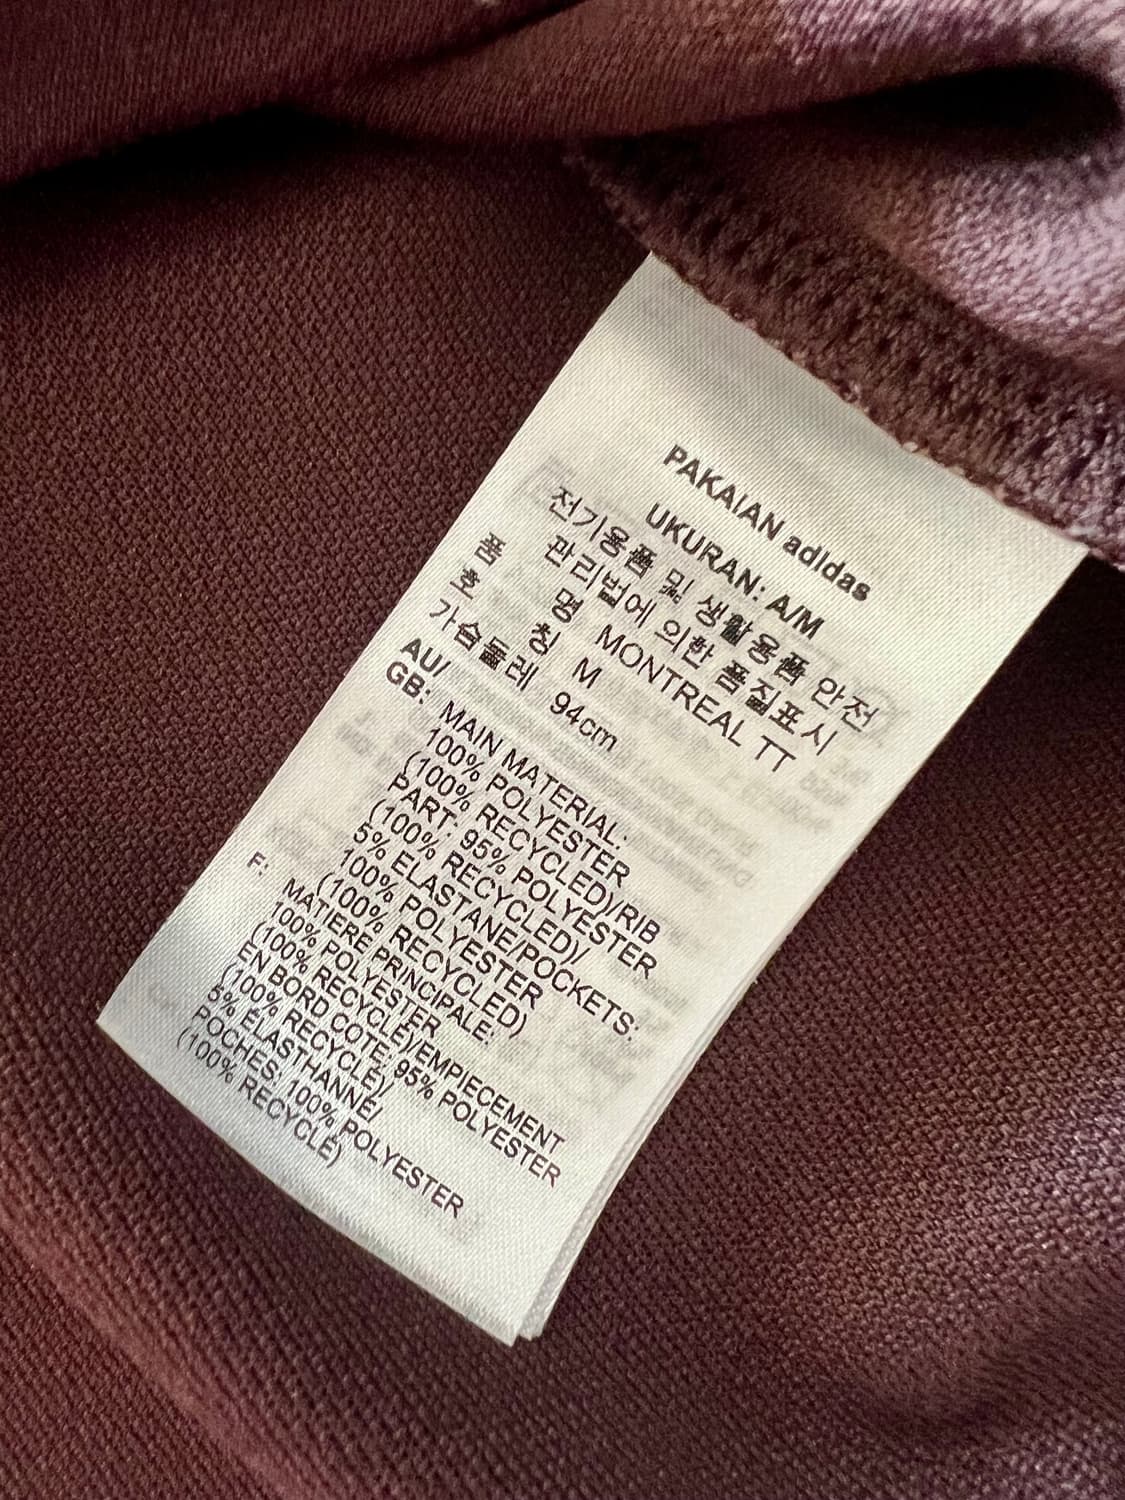 PAKAIAN adidas
UKURAN: A/M
전기용품 및 생활용품 안전
관리법에 의한 품질표시
품 명 MONTREAL TT
호 칭 M
가슴둘레 94cm
AU/
GB: MAIN MATERIAL:
100% POLYESTER
(100% RECYCLED)/RIB
PART: 95% POLYESTER
(100% RECYCLED)/
5% ELASTANE/POCKETS:
100% POLYESTER
(100% RECYCLED)
F: MATIÈRE PRINCIPALE:
100% POLYESTER
(100% RECYCLÉ)/EMPIECEMENT
EN BORD COTE: 95% POLYESTER
(100% RECYCLÉ)/
5% ÉLASTHANNE/
POCHES: 100% POLYESTER
(100% RECYCLÉ)